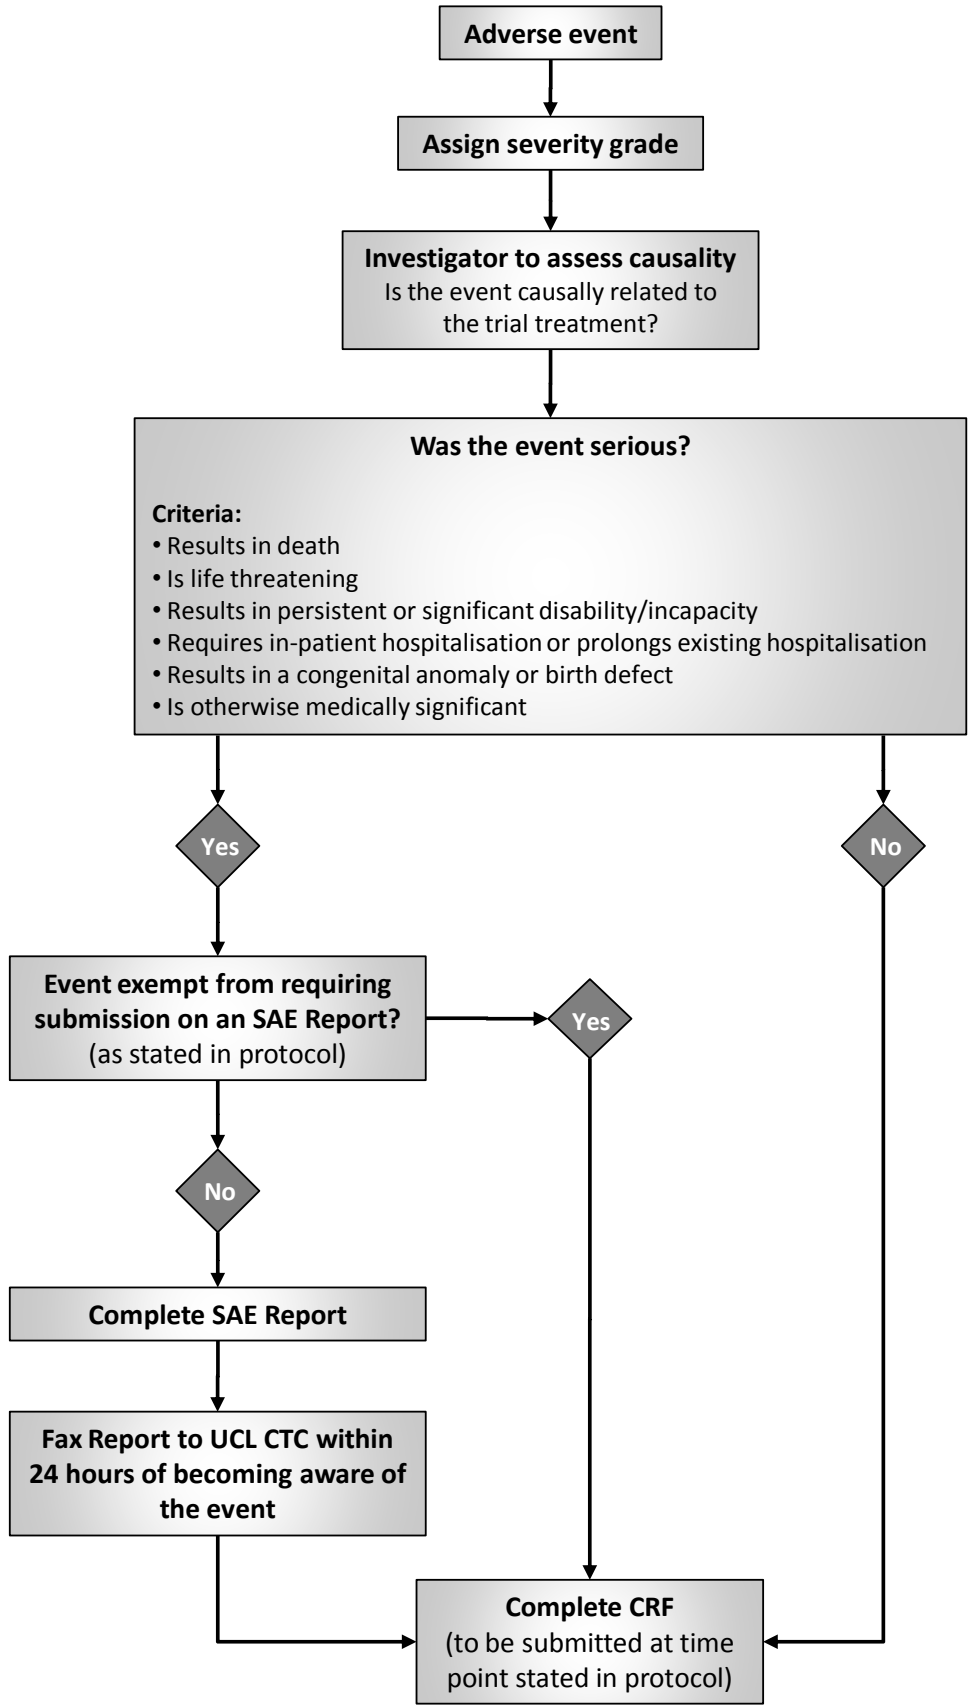 Adverse event
Assign severity grade
Investigator to assess causality
Is the event causally related to
the trial treatment?
Was the event serious?
Criteria:
• Results in death
• Is life threatening
• Results in persistent or significant disability/incapacity
• Requires in-patient hospitalisation or prolongs existing hospitalisation
• Results in a congenital anomaly or birth defect
• Is otherwise medically significant
Yes
No
Event exempt from requiring
submission on an SAE Report?
(as stated in protocol)
Yes
No
Complete SAE Report
Fax Report to UCL CTC within
24 hours of becoming aware of
the event
Complete CRF
(to be submitted at time
point stated in protocol)